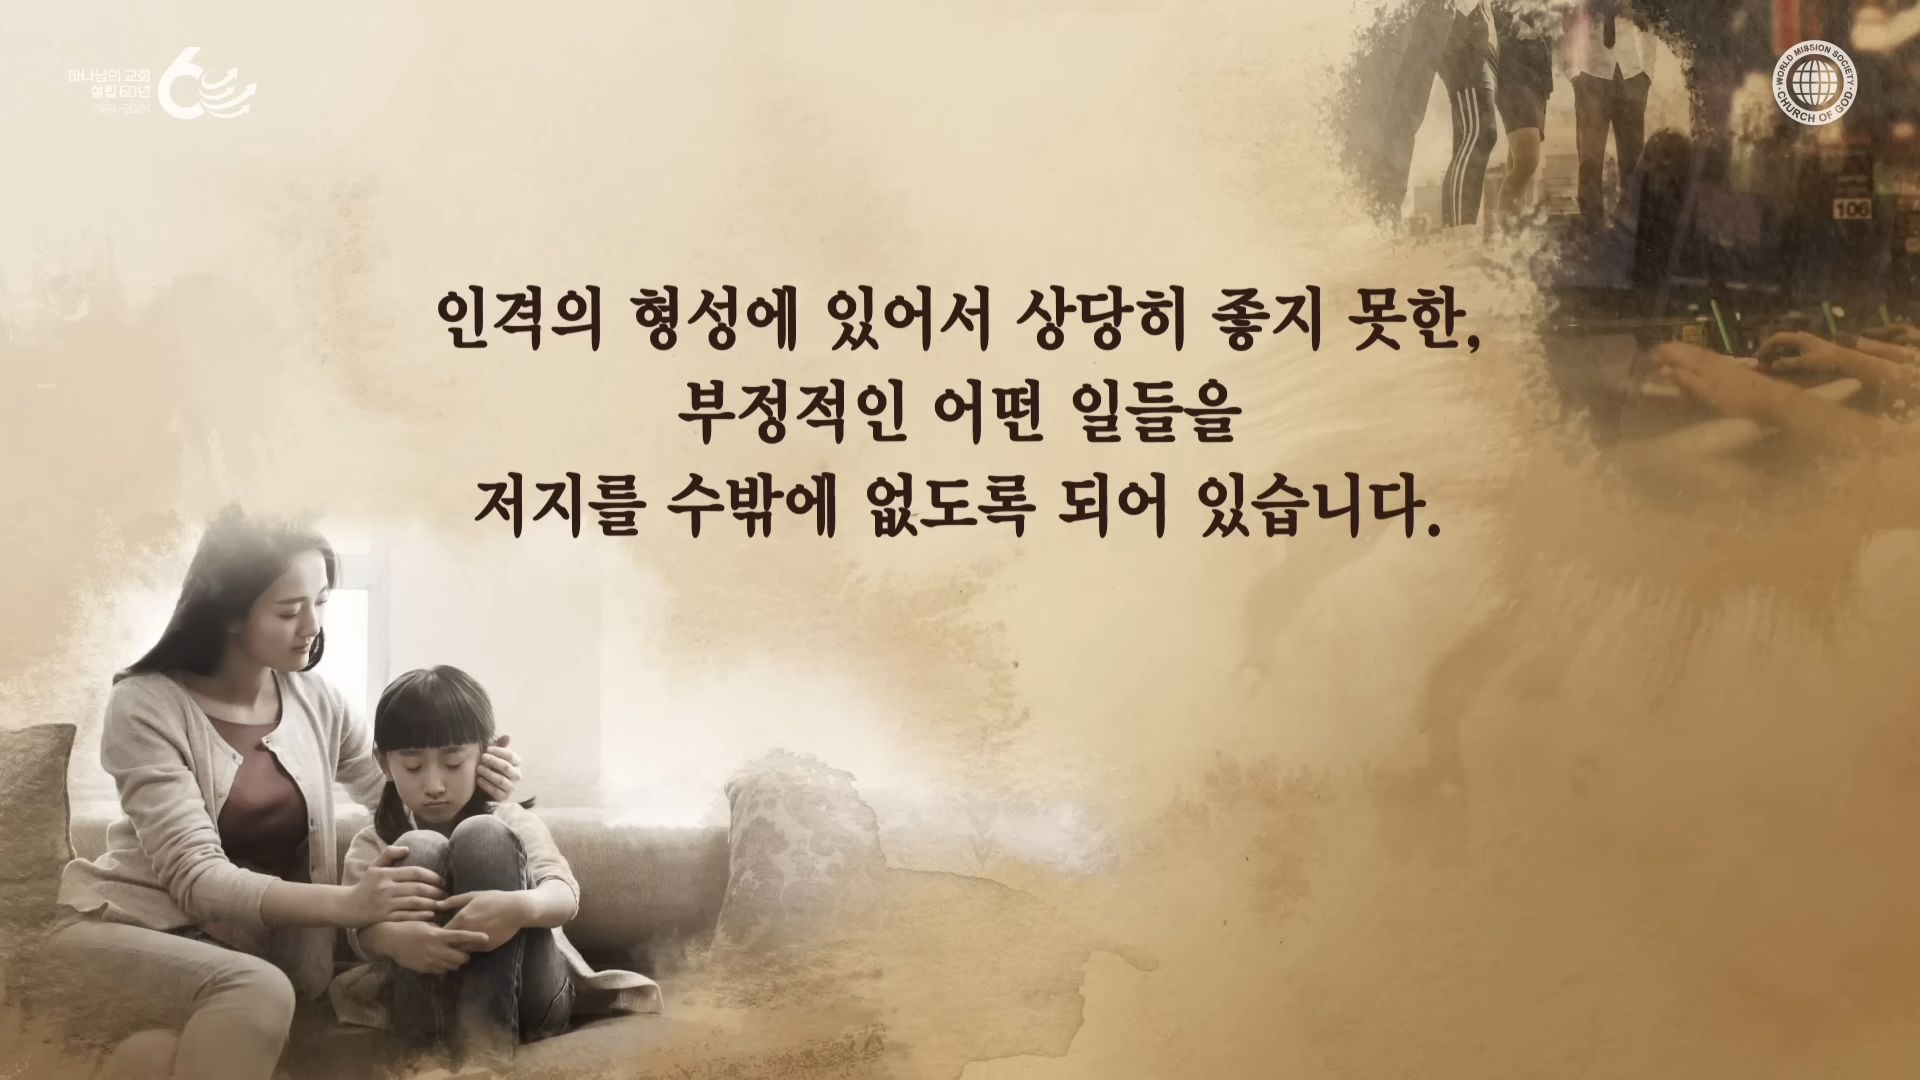 하나님의 교회
설립 60년
1964-2024
WORLD MISSION SOCIETY
CHURCH OF GOD
106
인격의 형성에 있어서 상당히 좋지 못한,
부정적인 어떤 일들을
저지를 수밖에 없도록 되어 있습니다.